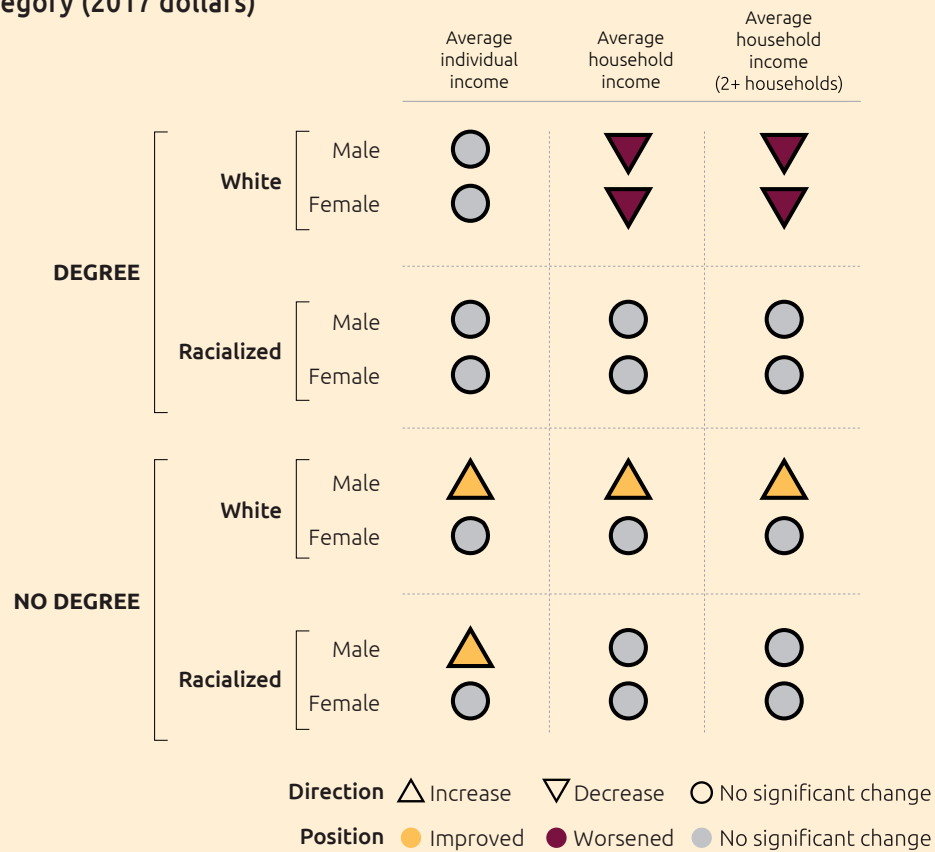 (2017 dollars)
Average
individual
income
Average
household
income
Average
household
income
(2+ households)
DEGREE
White
Male
Female
Racialized
Male
Female
NO DEGREE
White
Male
Female
Racialized
Male
Female
Direction Increase Decrease No significant change
Position Improved Worsened No significant change